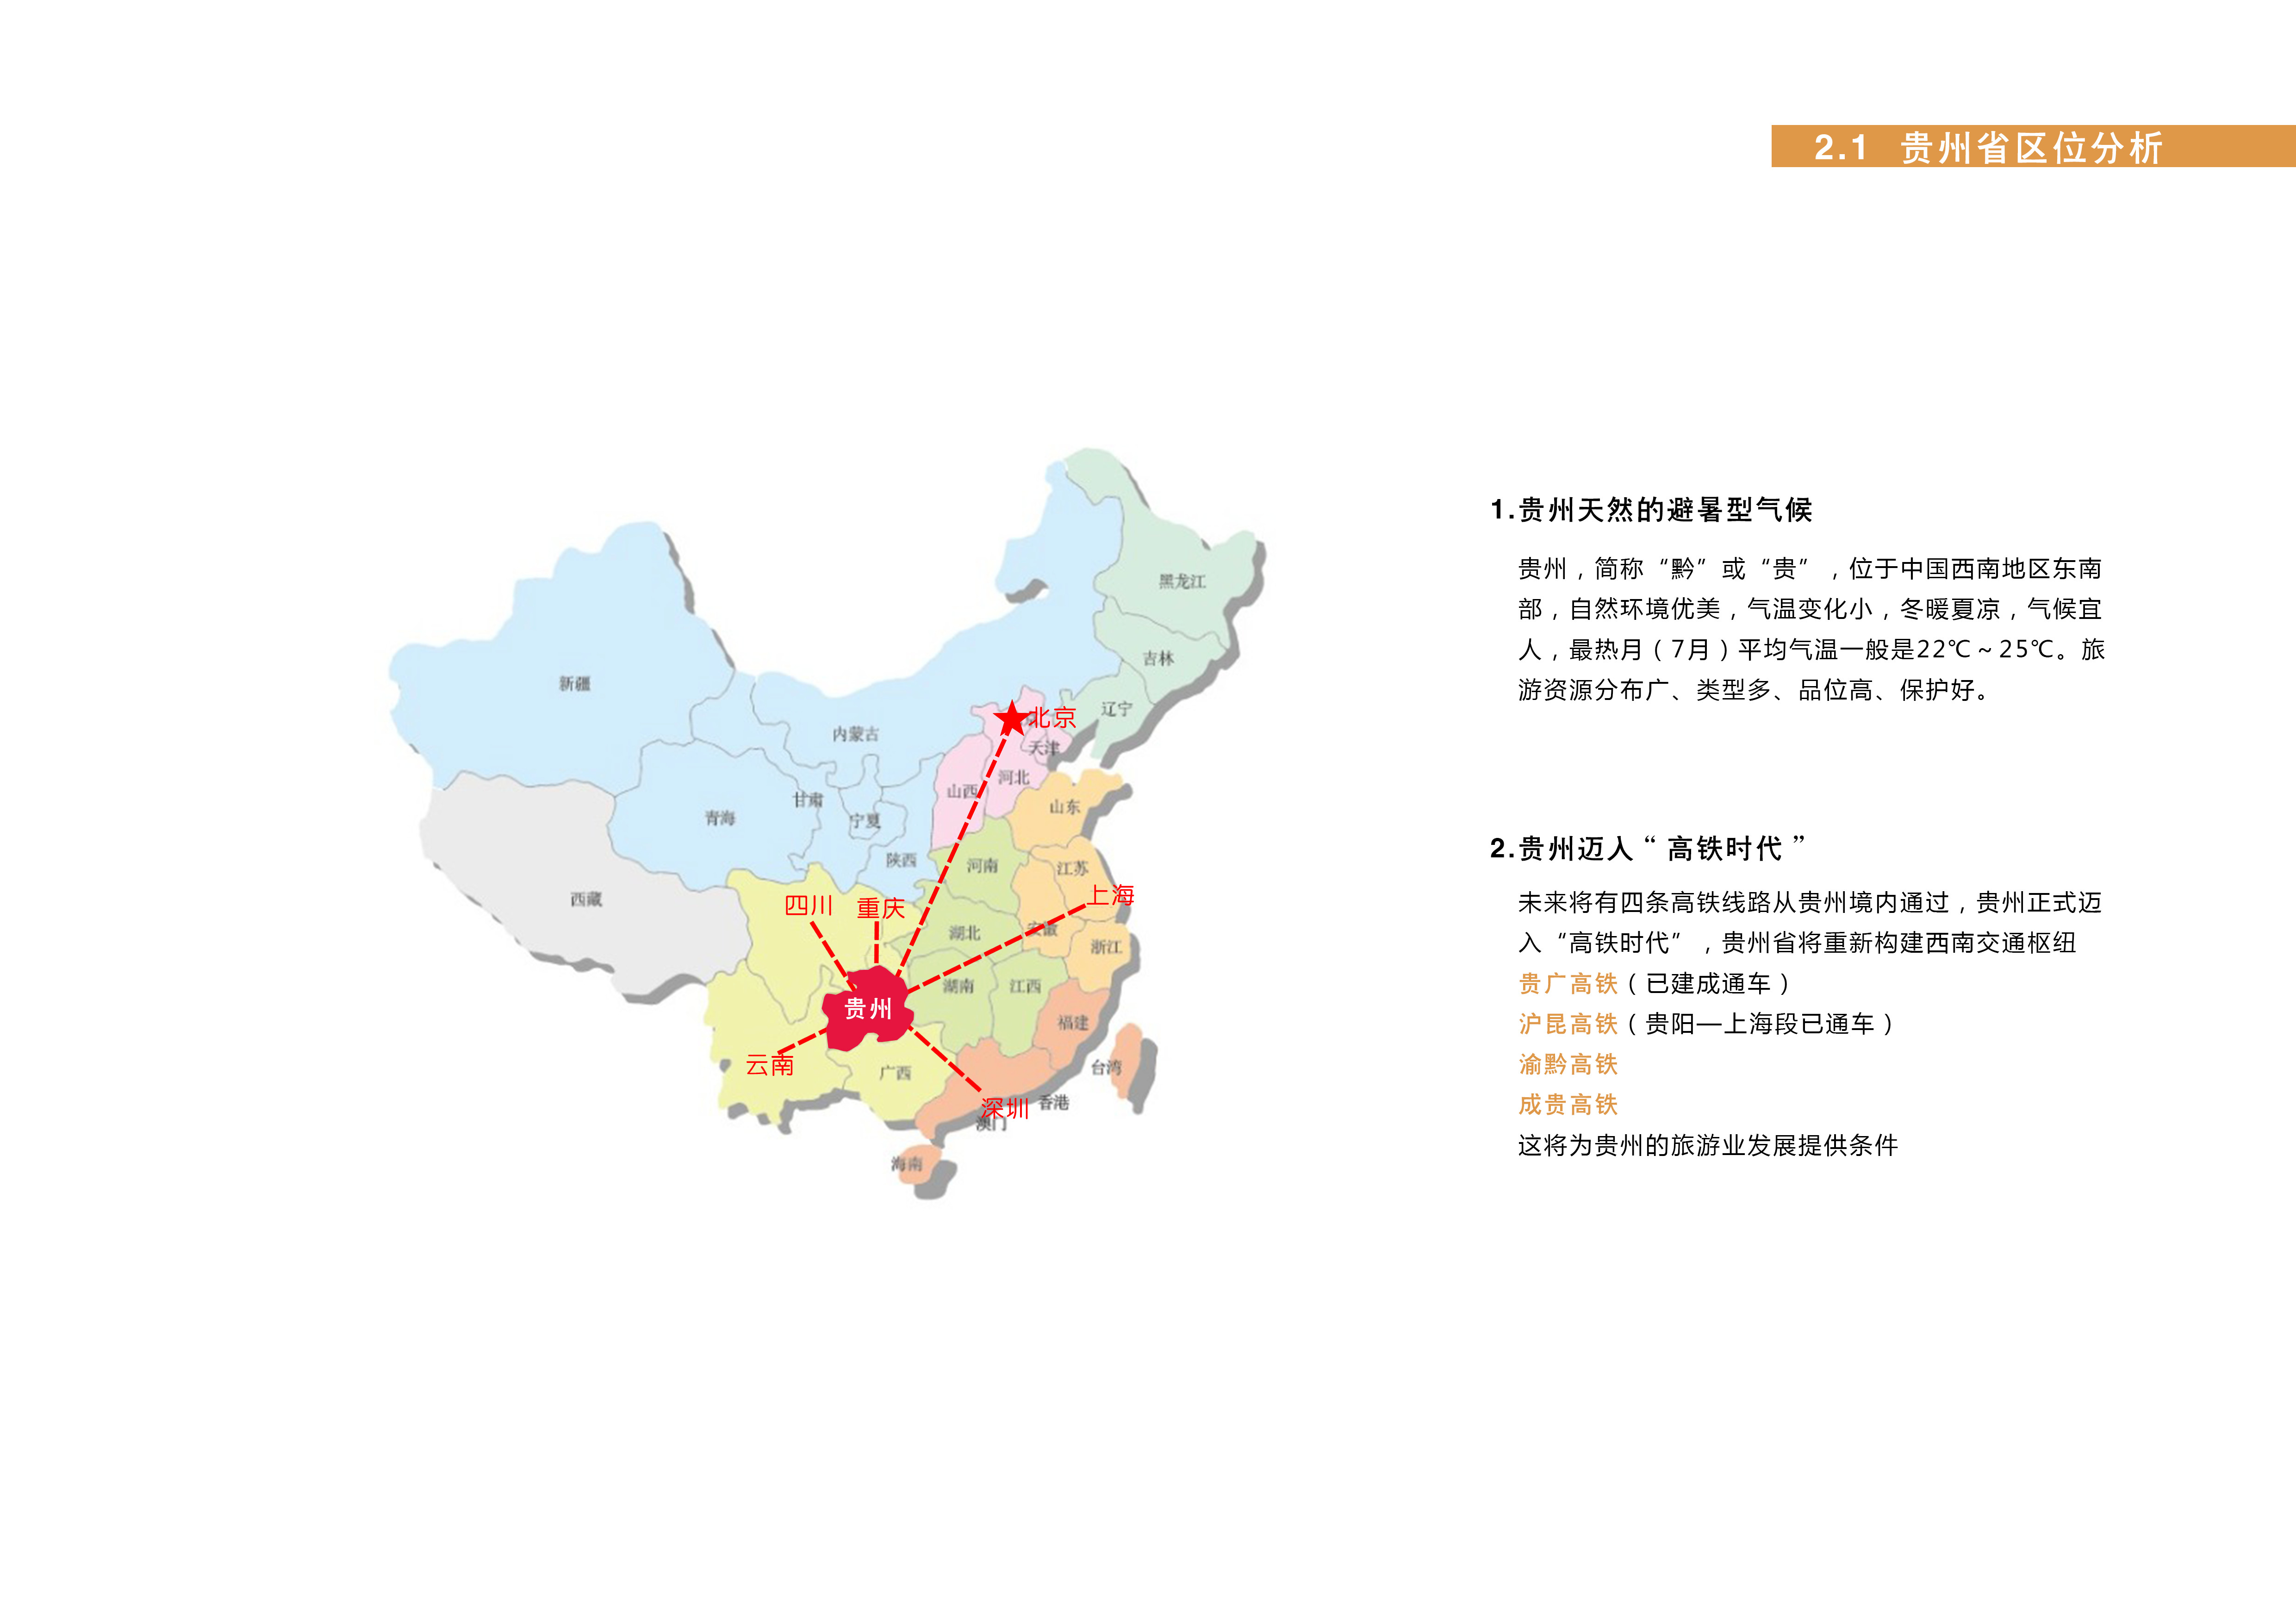 2.1 贵州省区位分析
1.贵州天然的避暑型气候
贵州，简称“黔”或“贵”，位于中国西南地区东南
部，自然环境优美，气温变化小，冬暖夏凉，气候宜
人，最热月（7月）平均气温一般是22℃~25℃。旅
游资源分布广、类型多、品位高、保护好。
2.贵州迈入“高铁时代”
未来将有四条高铁线路从贵州境内通过，贵州正式迈
入“高铁时代”，贵州省将重新构建西南交通枢纽
贵广高铁（已建成通车）
沪昆高铁（贵阳—上海段已通车）
渝黔高铁
成贵高铁
这将为贵州的旅游业发展提供条件
黑龙江
吉林
新疆
辽宁
北京
内蒙古
天津
河北
山西
甘肃
山东
青海
宁夏
陕西
河南
江苏
上海
西藏
四川
重庆
安徽
湖北
浙江
湖南
江西
贵州
福建
云南
广西
台湾
香港
深圳
澳门
海南